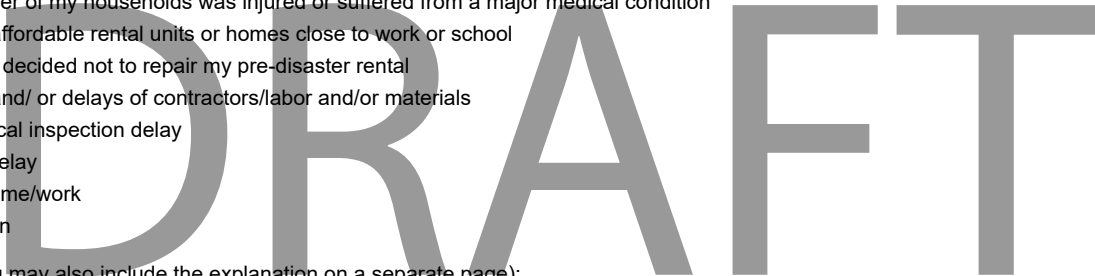 er of my households was injured or suffered from a major medical condition
affordable rental units or homes close to work or school
decided not to repair my pre-disaster rental
and/ or delays of contractors/labor and/or materials
cal inspection delay
elay
me/work
n
may also include the explanation on a separate page):
DRAFT